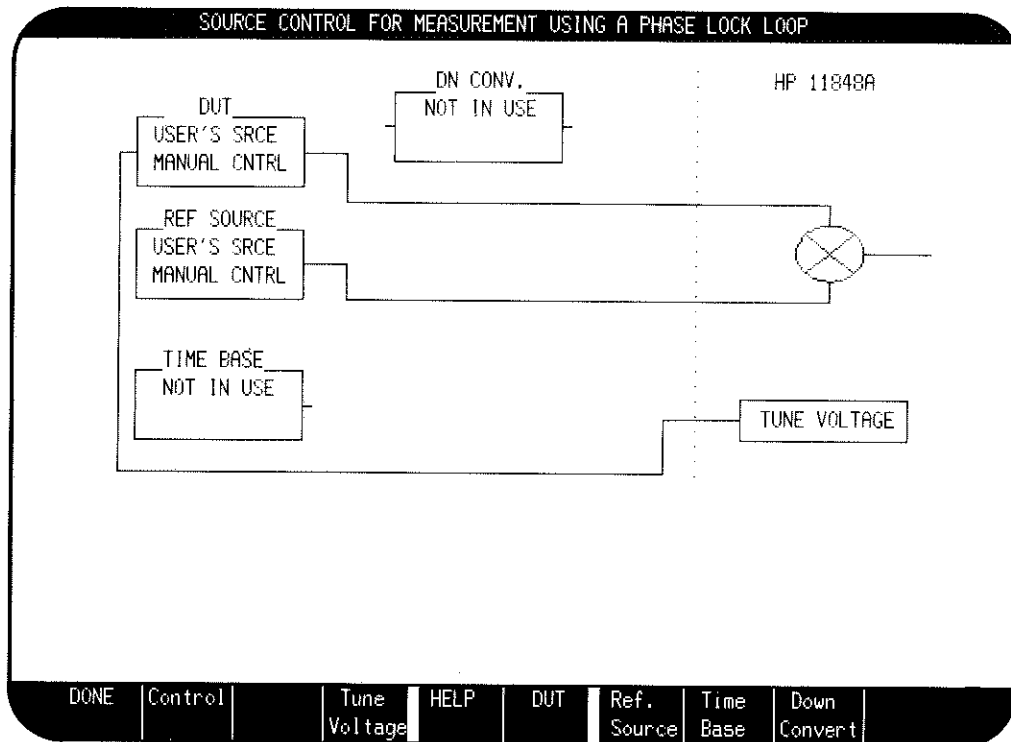 SOURCE CONTROL FOR MEASUREMENT USING A PHASE LOCK LOOP
DN CONV.
NOT IN USE
HP 11848A
DUT
USER'S SRCE
MANUAL CNTRL
REF SOURCE
USER'S SRCE
MANUAL CNTRL
TIME BASE
NOT IN USE
TUNE VOLTAGE
DONE
Control
Tune
Voltage
HELP
DUT
Ref.
Source
Time
Base
Down
Convert